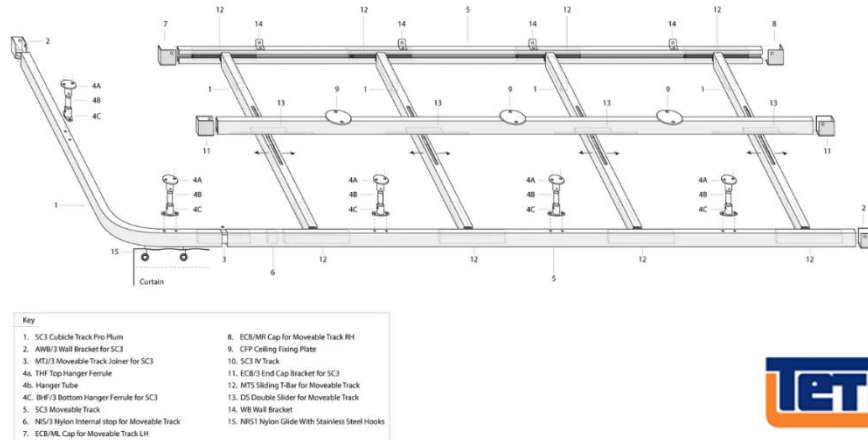 12 14 12 14 5 14 12 14 12
7 8
2
4A
4B
4C
1 1 1 1
9 9 9
13 13 13 13
11 11
4A 4A 4A 4A
4B 4B 4B 4B
4C 4C 4C 4C
1
2
15 3 6 12 12 5 12 12
Curtain
Key
1. SC3 Cubicle Track Pro Plum
2. AWB/3 Wall Bracket for SC3
3. MTJ/3 Moveable Track Joiner for SC3
4a. THF Top Hanger Ferrule
4b. Hanger Tube
4C. BHF/3 Bottom Hanger Ferrule for SC3
5. SC3 Moveable Track
6. NIS/3 Nylon Internal stop for Moveable Track
7. ECB/ML Cap for Moveable Track LH
8. ECB/MR Cap for Moveable Track RH
9. CFP Ceiling Fixing Plate
10. SC3 IV Track
11. ECB/3 End Cap Bracket for SC3
12. MTS Sliding T-Bar for Moveable Track
13. DS Double Slider for Moveable Track
14. WB Wall Bracket
15. NRS1 Nylon Glide With Stainless Steel Hooks